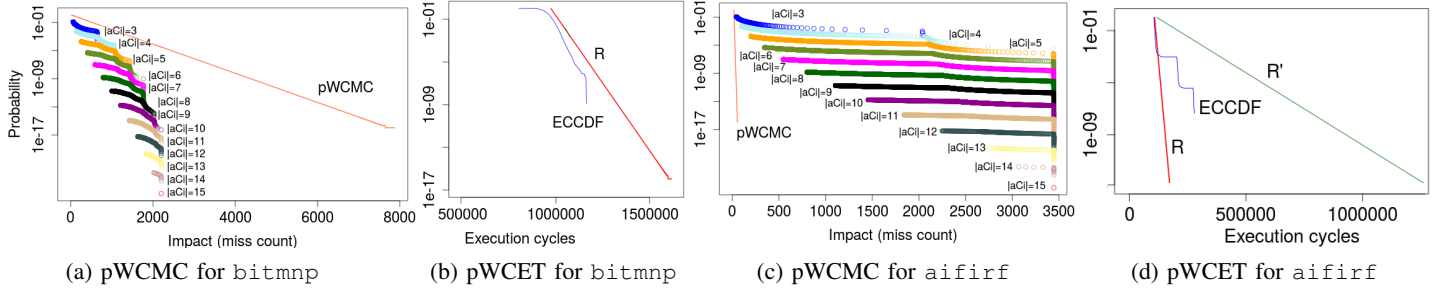 1e-01
1e-09
1e-17
Probability
|aCi|=3
|aCi|=4
|aCi|=5
|aCi|=6
|aCi|=7
|aCi|=8
|aCi|=9
|aCi|=10
|aCi|=11
|aCi|=12
|aCi|=13
|aCi|=14
|aCi|=15
pWCMC
0 2000 4000 6000 8000
Impact (miss count)
(a) pWCMC for bitmnp
1e-01
1e-09
1e-17
R
ECCDF
500000 1000000 1500000
Execution cycles
(b) pWCET for bitmnp
1e-01
1e-09
1e-17
|aCi|=3
|aCi|=4
|aCi|=5
|aCi|=6
|aCi|=7
|aCi|=8
|aCi|=9
|aCi|=10
|aCi|=11
|aCi|=12
|aCi|=13
|aCi|=14
|aCi|=15
pWCMC
0 500 1000 1500 2000 2500 3000 3500
Impact (miss count)
(c) pWCMC for aifirf
1e-01
1e-09
R'
ECCDF
R
0 500000 1000000
Execution cycles
(d) pWCET for aifirf